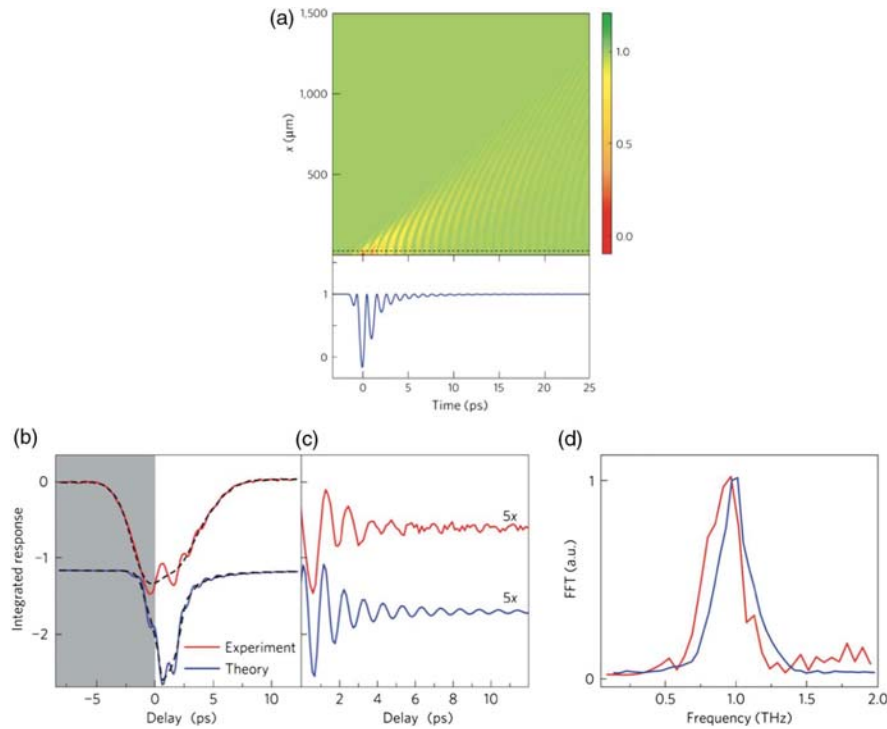 (a)
1,500
1,000
500
x (μm)
1.0
0.5
0.0
1
0
0 5 10 15 20 25
Time (ps)
(b)
0
−1
−2
Integrated response
Experiment
Theory
−5 0 5 10
Delay (ps)
(c)
5x
5x
2 4 6 8 10
Delay (ps)
(d)
1
0
FFT (a.u.)
0.5 1.0 1.5 2.0
Frequency (THz)